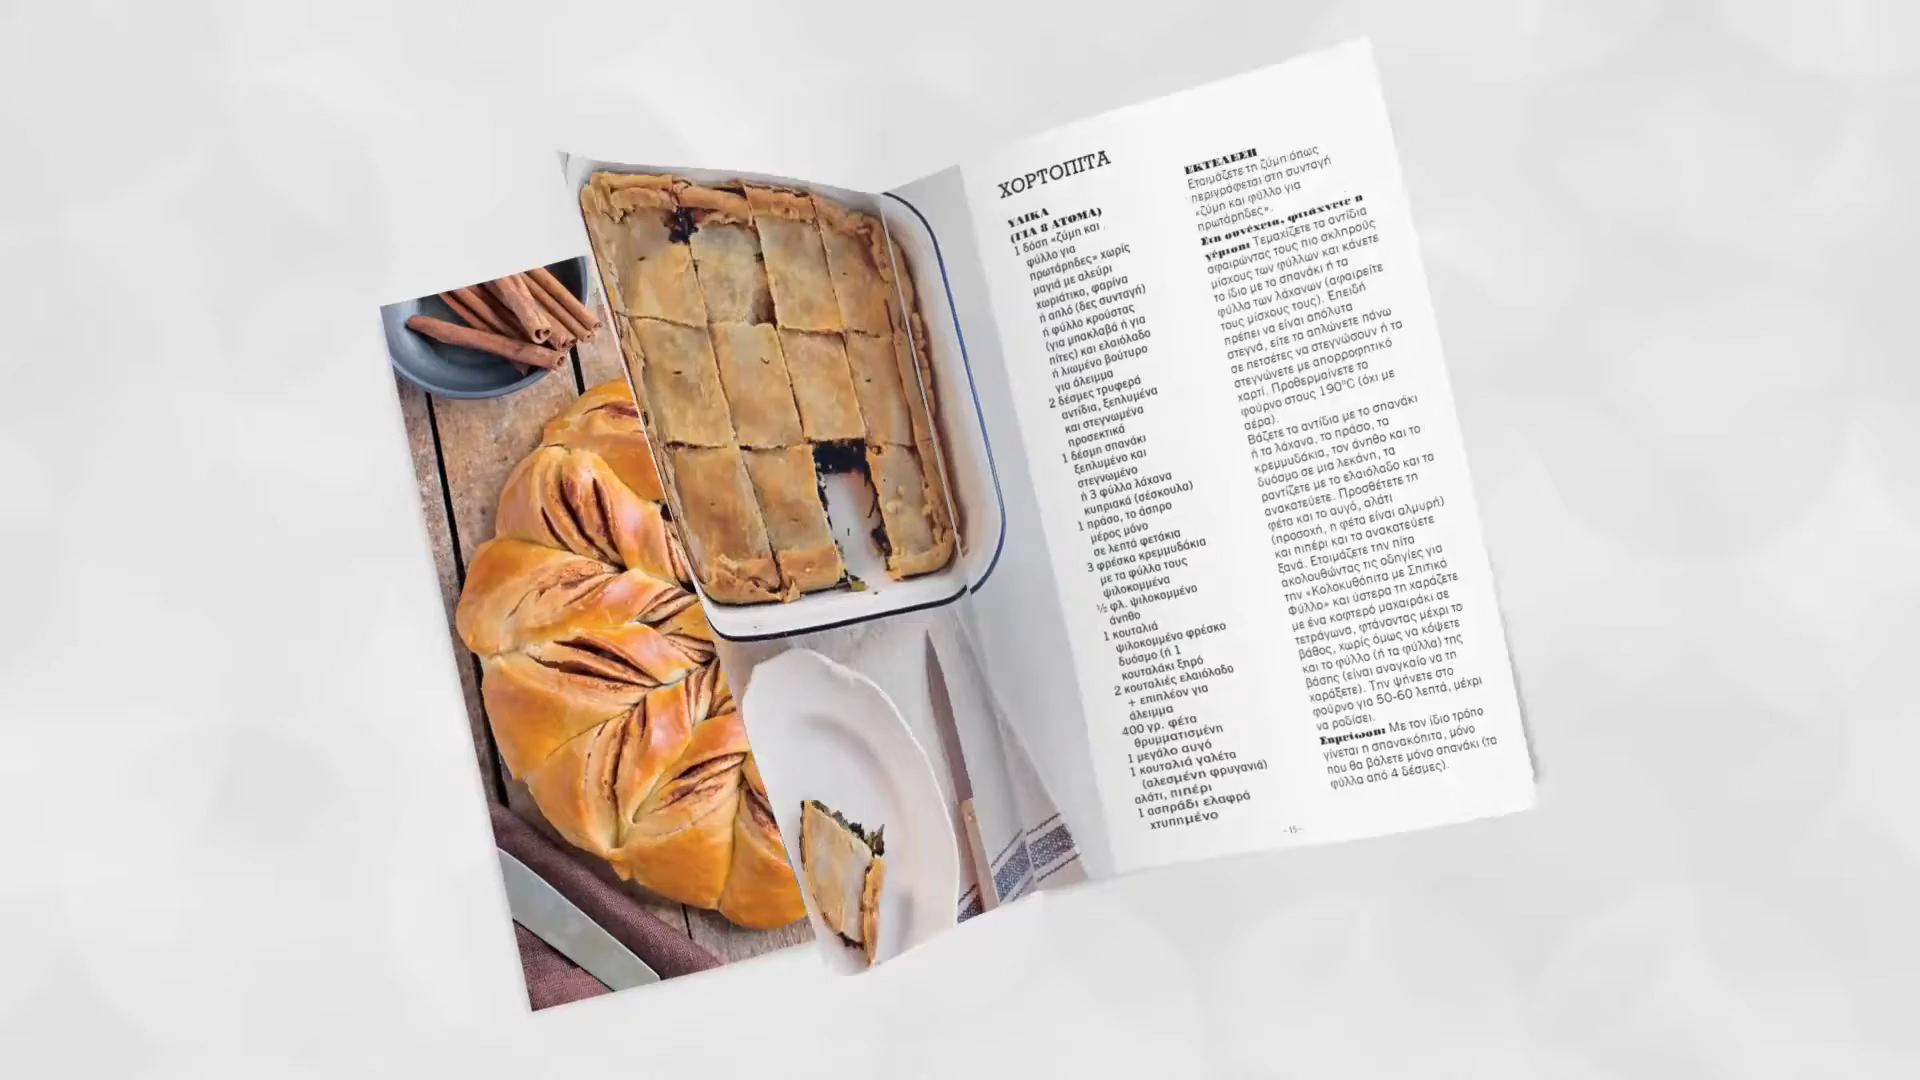 ΧΟΡΤΟΠΙΤΑ
ΥΛΙΚΑ
(ΓΙΑ 8 ΑΤΟΜΑ)
1 δόση «ζύμη και
φύλλο για
πρωτάρηδες» χωρίς
μαγιά με αλεύρι
χωριάτικο, φαρίνα
ή απλό (δες συνταγή)
ή φύλλο κρούστας
(για μπακλαβά ή για
πίτες) και ελαιόλαδο
ή λιωμένο βούτυρο
για άλειμμα
2 δέσμες τρυφερά
αντίδια, ξεπλυμένα
και στεγνωμένα
προσεκτικά
1 δέσμη σπανάκι
ξεπλυμένο και
στεγνωμένο
ή 3 φύλλα λάχανα
κυπριακά (σέσκουλα)
1 πράσο, το άσπρο
μέρος μόνο
σε λεπτά φετάκια
3 φρέσκα κρεμμυδάκια
με τα φύλλα τους
ψιλοκομμένα
½ φλ. ψιλοκομμένο
άνηθο
1 κουταλιά
ψιλοκομμένο φρέσκο
δυόσμο (ή 1
κουταλάκι ξηρό
2 κουταλιές ελαιόλαδο
+ επιπλέον για
άλειμμα
400 γρ. φέτα
θρυμματισμένη
1 μεγάλο αυγό
1 κουταλιά γαλέτα
(αλεσμένη φρυγανιά)
αλάτι, πιπέρι
1 ασπράδι ελαφρά
χτυπημένο
ΕΚΤΕΛΕΣΗ
Ετοιμάζετε τη ζύμη όπως
περιγράφεται στη συνταγή
«ζύμη και φύλλο για
πρωτάρηδες».
Στη συνέχεια, φτιάχνετε η
γέμιση: Τεμαχίζετε τα αντίδια
αφαιρώντας τους πιο σκληρούς
μίσχους των φύλλων και κάνετε
το ίδιο με το σπανάκι ή τα
φύλλα των λάχανων (αφαιρείτε
τους μίσχους τους). Επειδή
πρέπει να είναι απόλυτα
στεγνά, είτε τα απλώνετε πάνω
σε πετσέτες να στεγνώσουν ή τα
στεγνώνετε με απορροφητικό
χαρτί. Προθερμαίνετε το
φούρνο στους 190°C (όχι με
αέρα).
Βάζετε τα αντίδια με το σπανάκι
ή τα λάχανα, το πράσο, τα
κρεμμυδάκια, τον άνηθο και το
δυόσμο σε μια λεκάνη, τα
ραντίζετε με το ελαιόλαδο και τα
ανακατεύετε. Προσθέτετε τη
φέτα και το αυγό, αλάτι
(προσοχή, η φέτα είναι αλμυρή)
και πιπέρι και τα ανακατεύετε
ξανά. Ετοιμάζετε την πίτα
ακολουθώντας τις οδηγίες για
την «Κολοκυθόπιτα με Σπιτικό
Φύλλο» και ύστερα τη χαράζετε
με ένα κοφτερό μαχαιράκι σε
τετράγωνα, φτάνοντας μέχρι το
βάθος, χωρίς όμως να κόψετε
και το φύλλο (ή τα φύλλα) της
βάσης (είναι αναγκαίο να τη
χαράξετε). Την ψήνετε στο
φούρνο για 50-60 λεπτά, μέχρι
να ροδίσει.
Σημείωση: Με τον ίδιο τρόπο
γίνεται η σπανακόπιτα, μόνο
που θα βάλετε μόνο σπανάκι (τα
φύλλα από 4 δέσμες).
- 15 -